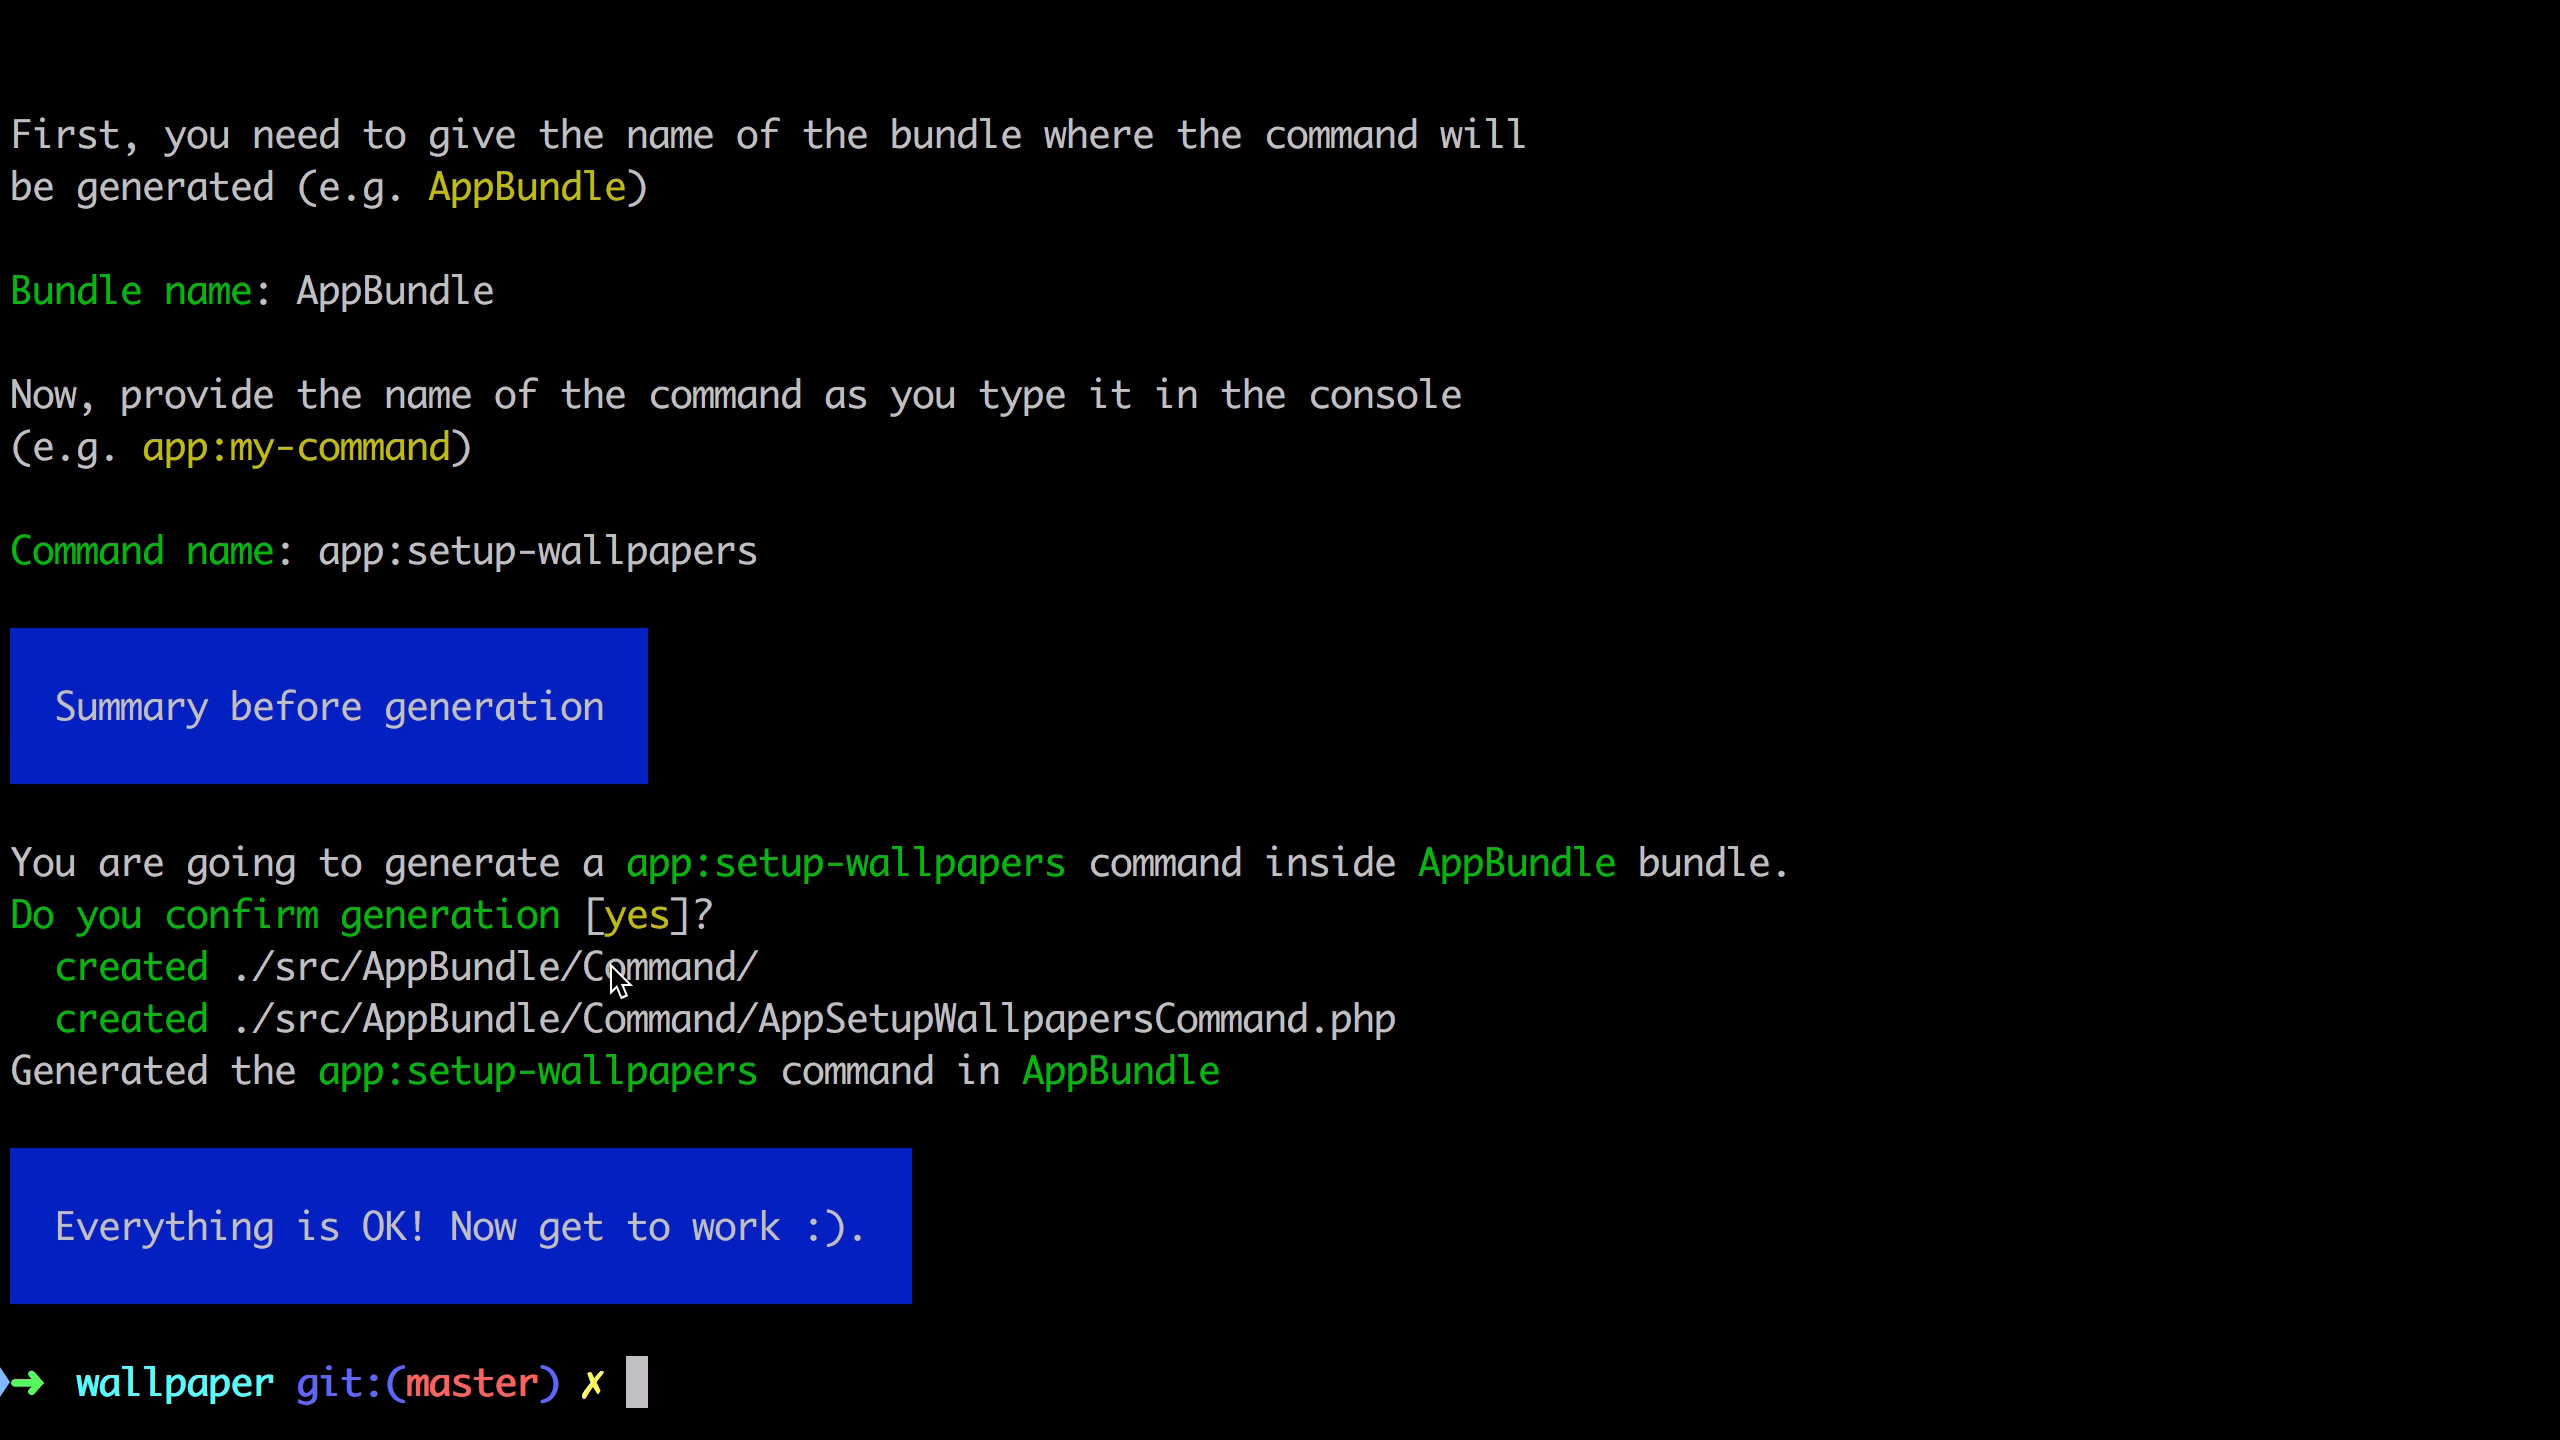 First, you need to give the name of the bundle where the command will
be generated (e.g. AppBundle)
Bundle name: AppBundle
Now, provide the name of the command as you type it in the console
(e.g. app:my-command)
Command name: app:setup-wallpapers
Summary before generation
You are going to generate a app:setup-wallpapers command inside AppBundle bundle.
Do you confirm generation [yes]?
created ./src/AppBundle/Command/
created ./src/AppBundle/Command/AppSetupWallpapersCommand.php
Generated the app:setup-wallpapers command in AppBundle
Everything is OK! Now get to work :).
➜ wallpaper git:(master) ✗